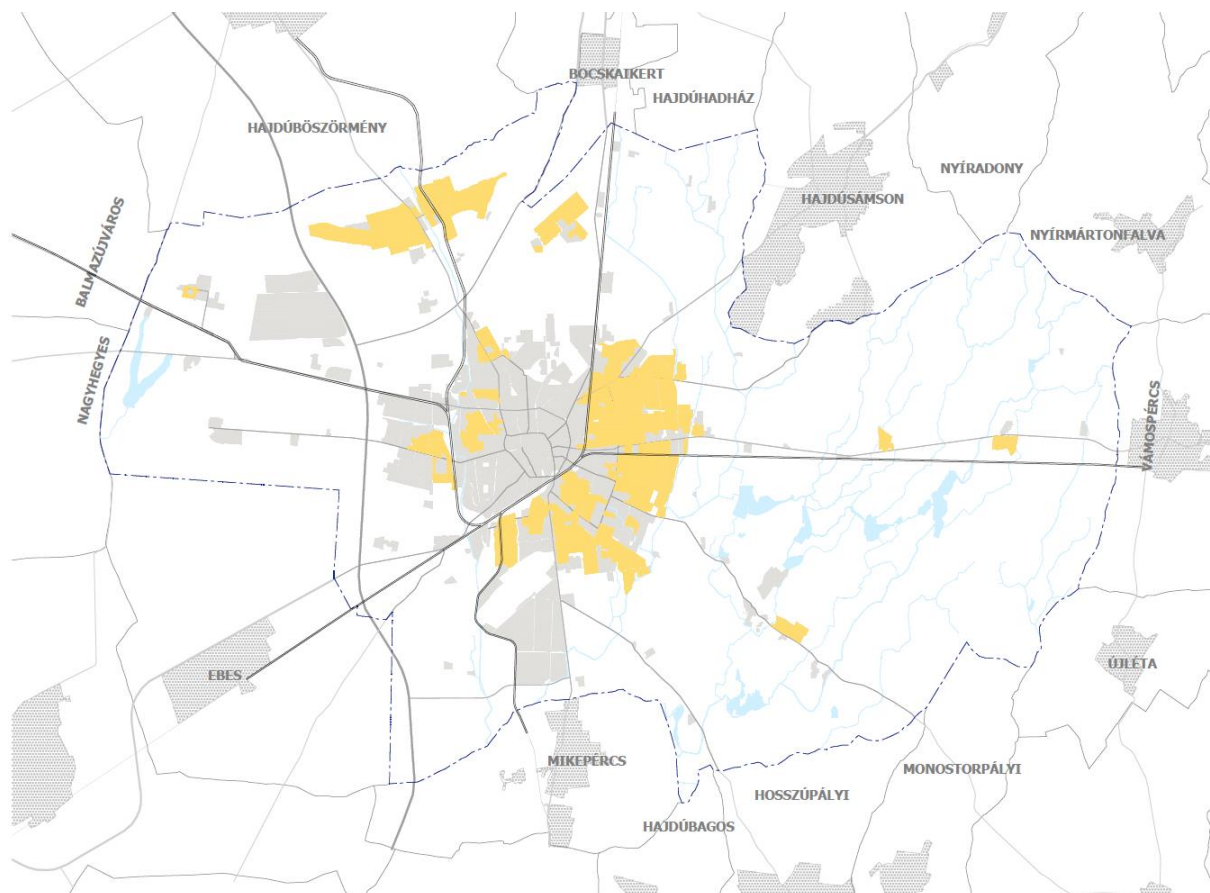 BOCSKAIKERT
HAJDÚHADHÁZ
HAJDÚBÖSZÖRMÉNY
NYÍRADONY
HAJDÚSÁMSON
NYÍRMÁRTONFALVA
BALMAZÚJVÁROS
NAGYHEGYES
VÁMOSPÉRCS
EBES
ÚJLÉTA
MIKEPÉRCS
MONOSTORPÁLYI
HOSSZÚPÁLYI
HAJDÚBAGOS